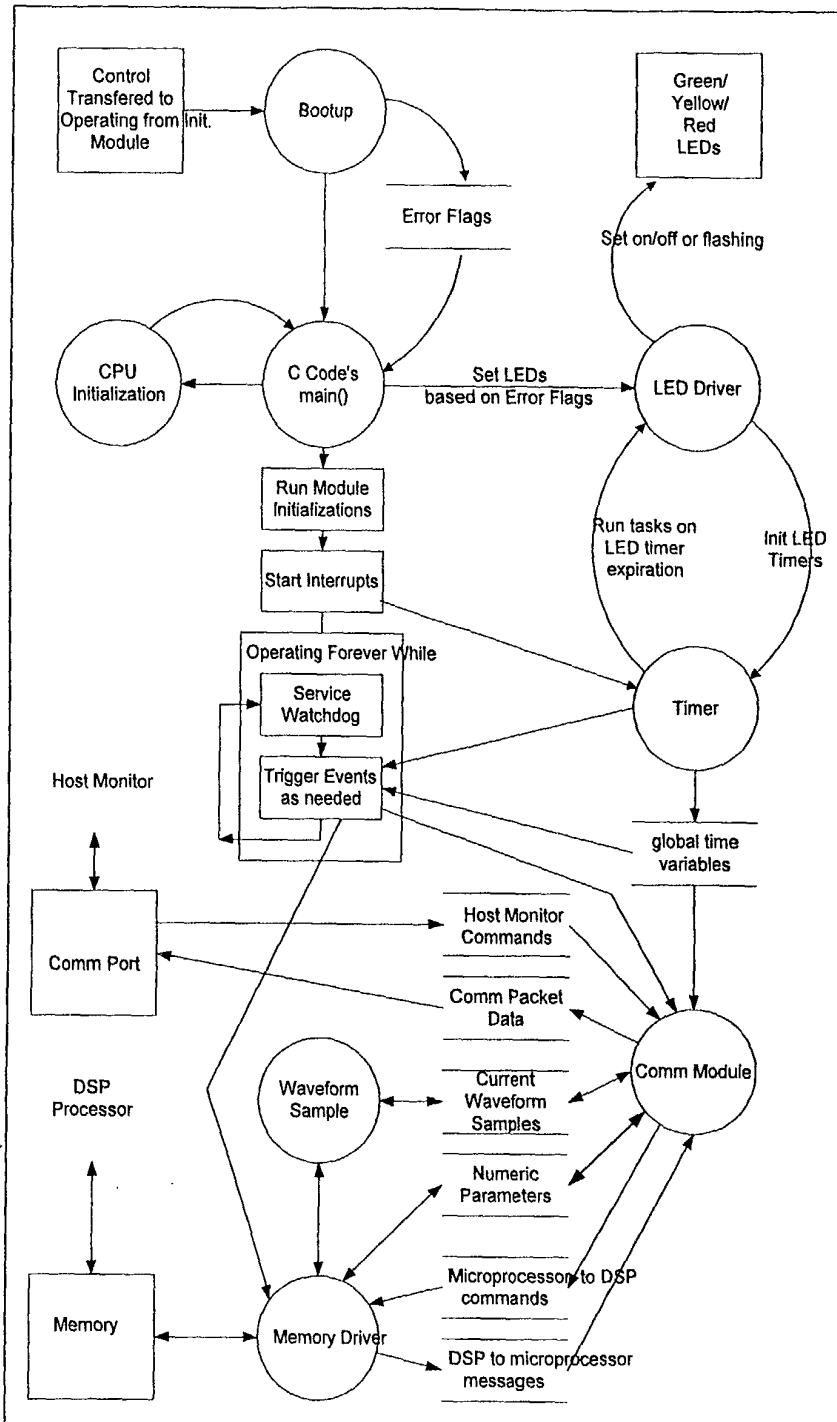 Control
Transfered to
Operating from Init.
Module
Bootup
Green/
Yellow/
Red
LEDs
Error Flags
Set on/off or flashing
CPU
Initialization
C Code's
main()
Set LEDs
based on Error Flags
LED Driver
Run Module
Initializations
Run tasks on
LED timer
expiration
Init LED
Timers
Start Interrupts
Operating Forever While
Service
Watchdog
Timer
Trigger Events
as needed
Host Monitor
global time
variables
Comm Port
Host Monitor
Commands
Comm Packet
Data
Comm Module
DSP
Processor
Waveform
Sample
Current
Waveform
Samples
Numeric
Parameters
Memory
Memory Driver
Microprocessor to DSP
commands
DSP to microprocessor
messages